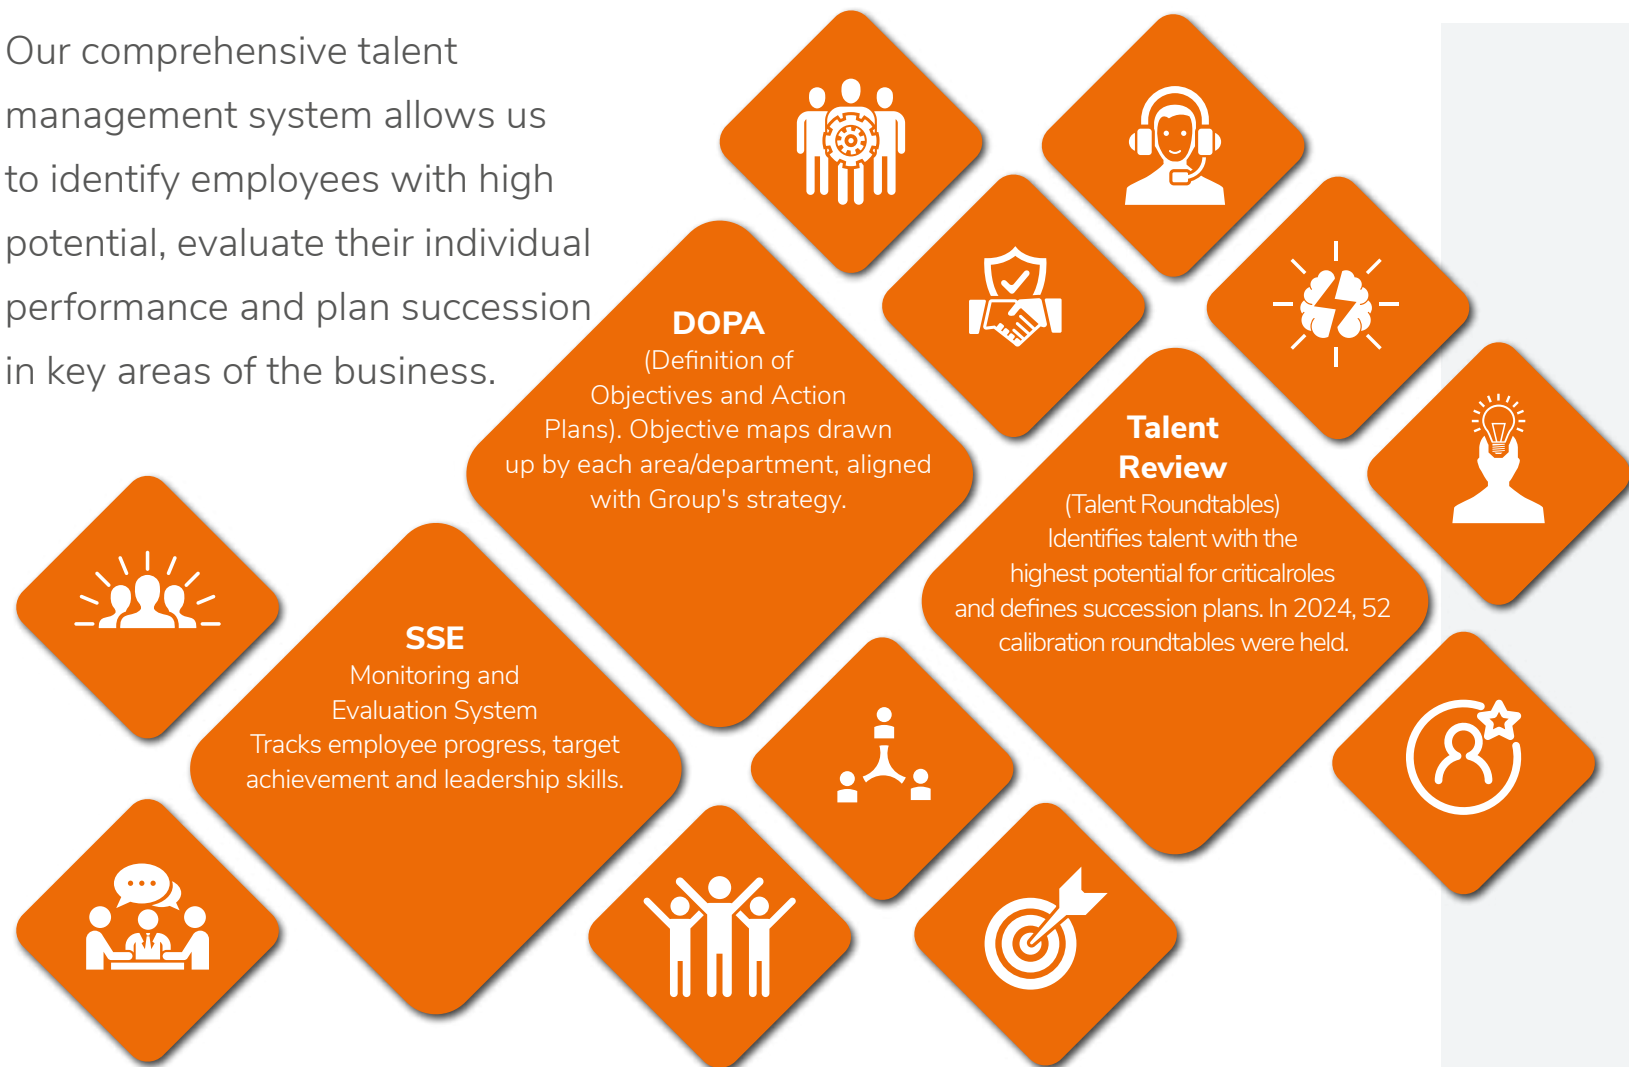 Our comprehensive talent
management system allows us
to identify employees with high
potential, evaluate their individual
performance and plan succession
in key areas of the business.
DOPA
(Definition of
Objectives and Action
Plans). Objective maps drawn
up by each area/department, aligned
with Group's strategy.
Talent
Review
(Talent Roundtables)
Identifies talent with the
highest potential for criticalroles
and defines succession plans. In 2024, 52
calibration roundtables were held.
SSE
Monitoring and
Evaluation System
Tracks employee progress, target
achievement and leadership skills.